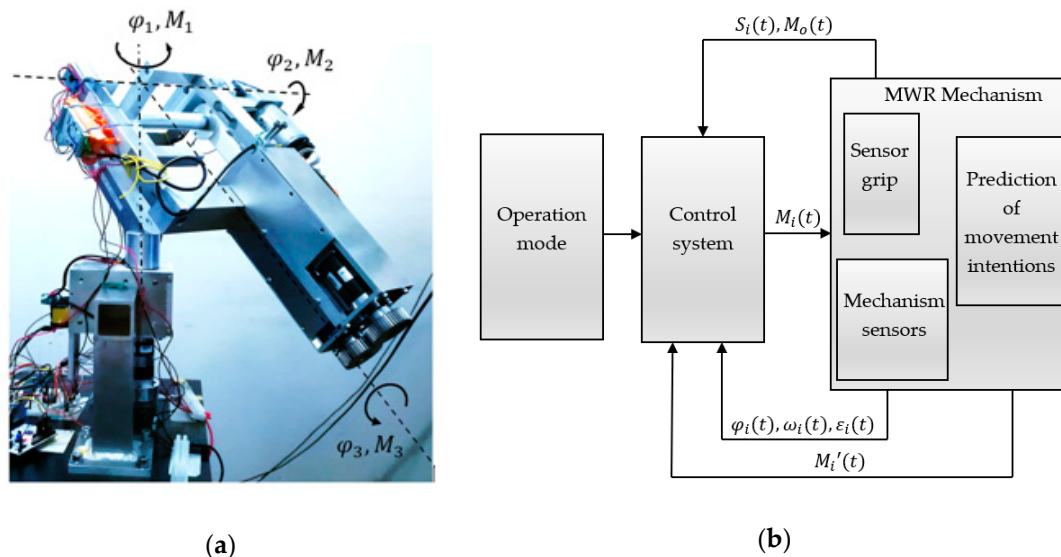 φ₁, M₁
φ₂, M₂
φ₃, M₃
(a)
Sᵢ(t), Mₒ(t)
MWR Mechanism
Sensor
grip
Prediction
of
movement
intentions
Operation
mode
Control
system
Mᵢ(t)
Mechanism
sensors
φᵢ(t), ωᵢ(t), εᵢ(t)
Mᵢ′(t)
(b)